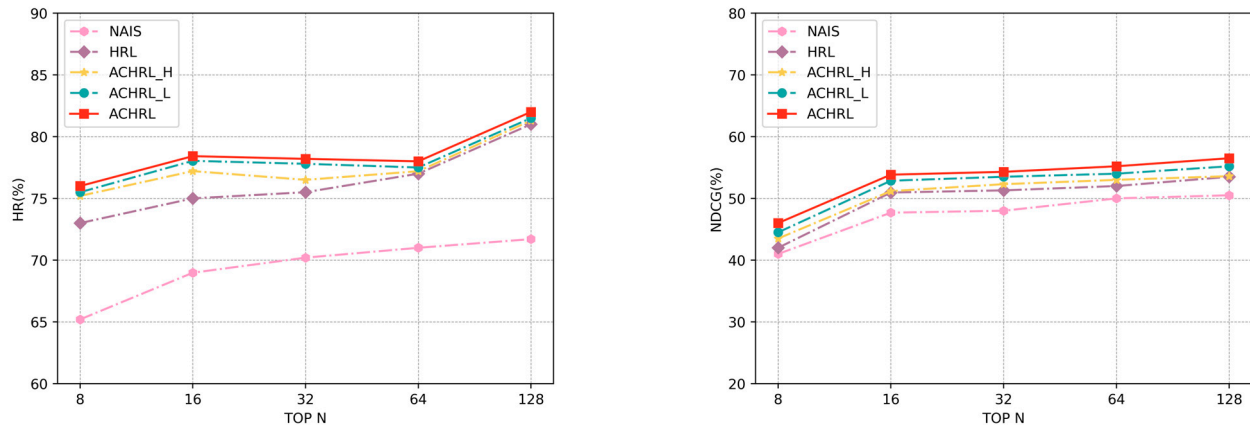 90
85
80
75
70
65
60
HR(%)
NAIS
HRL
ACHRL_H
ACHRL_L
ACHRL
8 16 32 64 128
TOP N
80
70
60
50
40
30
20
NDCG(%)
NAIS
HRL
ACHRL_H
ACHRL_L
ACHRL
8 16 32 64 128
TOP N